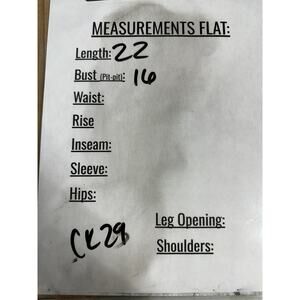 MEASUREMENTS FLAT:
Length: 22
Bust (Pit-pit): 16
Waist:
Rise
Inseam:
Sleeve:
Hips:
Leg Opening:
CK29
Shoulders: